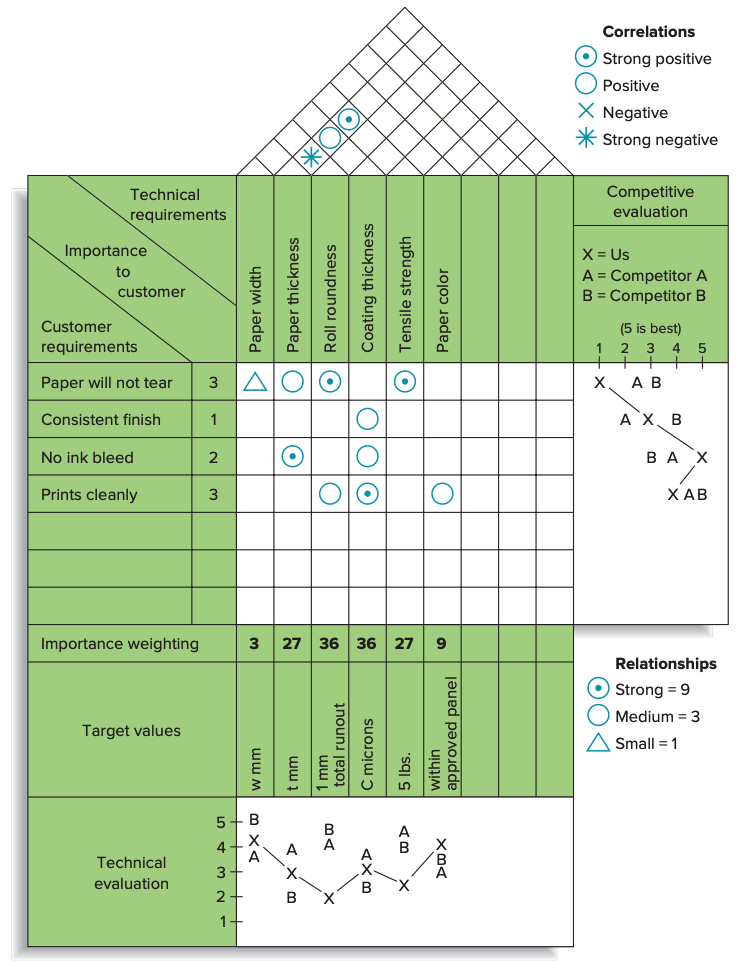 Correlations
Strong positive
Positive
Negative
Strong negative
Technical
requirements
Importance
to
customer
Customer
requirements
Paper width
Paper thickness
Roll roundness
Coating thickness
Tensile strength
Paper color
Competitive
evaluation
X = Us
A = Competitor A
B = Competitor B
(5 is best)
1 2 3 4 5
Paper will not tear 3
X A B
Consistent finish 1
A X B
No ink bleed 2
B A X
Prints cleanly 3
X A B
Importance weighting 3 27 36 36 27 9
Relationships
Strong = 9
Medium = 3
Small = 1
Target values
w mm
t mm
1 mm
total runout
C microns
5 lbs.
within
approved panel
Technical
evaluation
5
4
3
2
1
B
X
A
A
X
B
B
A
X
A
X
B
A
B
X
X
B
A